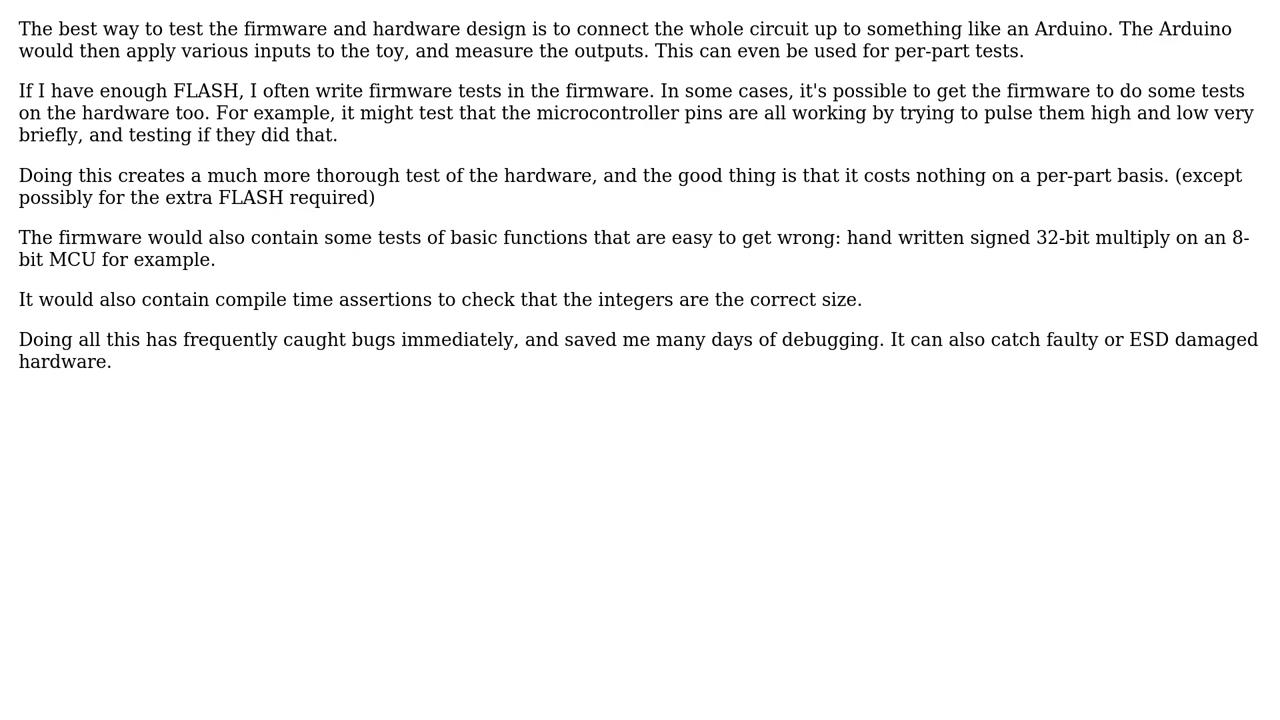 The best way to test the firmware and hardware design is to connect the whole circuit up to something like an Arduino. The Arduino
would then apply various inputs to the toy, and measure the outputs. This can even be used for per-part tests.
If I have enough FLASH, I often write firmware tests in the firmware. In some cases, it's possible to get the firmware to do some tests
on the hardware too. For example, it might test that the microcontroller pins are all working by trying to pulse them high and low very
briefly, and testing if they did that.
Doing this creates a much more thorough test of the hardware, and the good thing is that it costs nothing on a per-part basis. (except
possibly for the extra FLASH required)
The firmware would also contain some tests of basic functions that are easy to get wrong: hand written signed 32-bit multiply on an 8-
bit MCU for example.
It would also contain compile time assertions to check that the integers are the correct size.
Doing all this has frequently caught bugs immediately, and saved me many days of debugging. It can also catch faulty or ESD damaged
hardware.